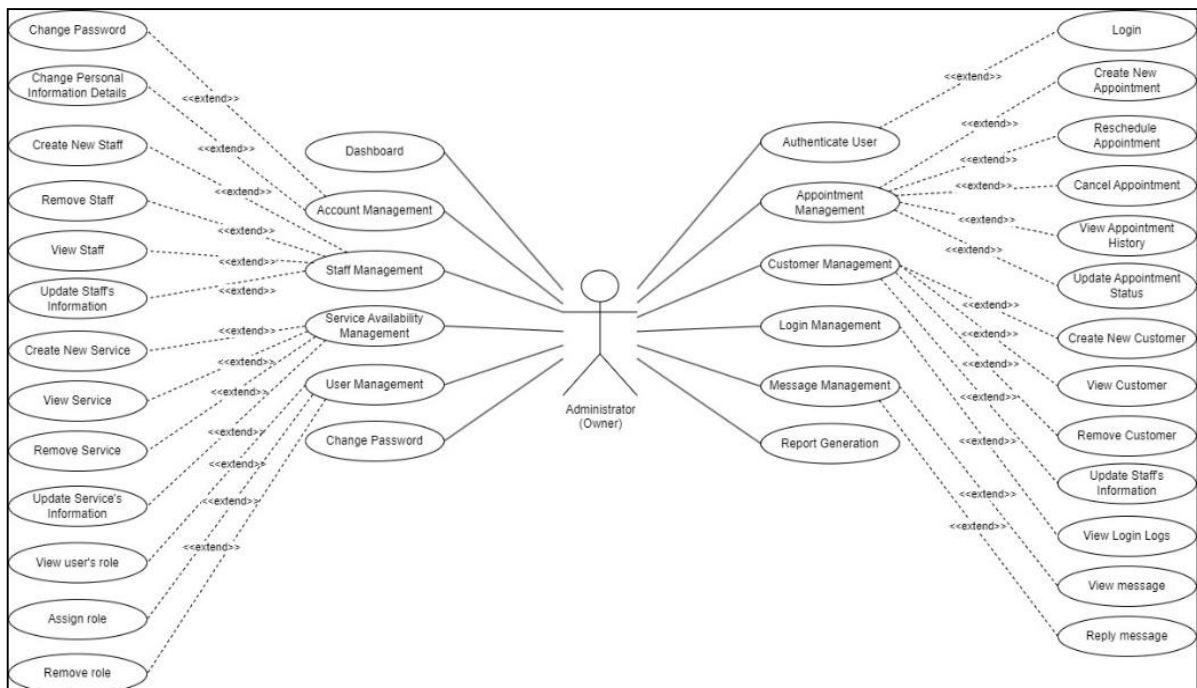 Change Password
Change Personal
Information Details
Create New Staff
Remove Staff
View Staff
Update Staff's
Information
Create New Service
View Service
Remove Service
Update Service's
Information
View user's role
Assign role
Remove role
<<extend>>
<<extend>>
<<extend>>
<<extend>>
<<extend>>
<<extend>>
<<extend>>
<<extend>>
<<extend>>
<<extend>>
<<extend>>
<<extend>>
<<extend>>
Dashboard
Account Management
Staff Management
Service Availability
Management
User Management
Change Password
Administrator
(Owner)
Authenticate User
Appointment
Management
Customer Management
Login Management
Message Management
Report Generation
<<extend>>
<<extend>>
<<extend>>
<<extend>>
<<extend>>
<<extend>>
<<extend>>
<<extend>>
<<extend>>
<<extend>>
<<extend>>
<<extend>>
<<extend>>
Login
Create New
Appointment
Reschedule
Appointment
Cancel Appointment
View Appointment
History
Update Appointment
Status
Create New Customer
View Customer
Remove Customer
Update Staff's
Information
View Login Logs
View message
Reply message